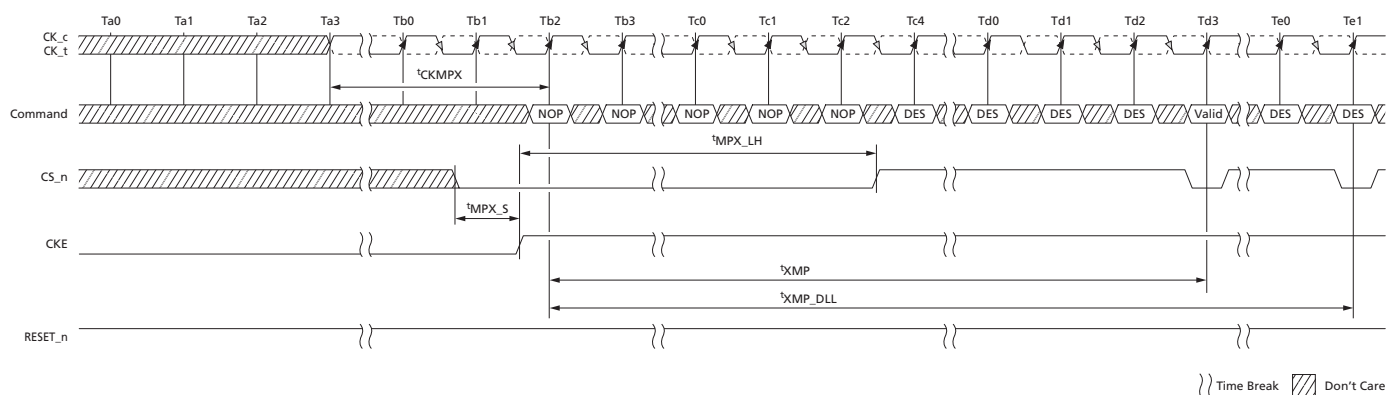 Ta0 Ta1 Ta2 Ta3 Tb0 Tb1 Tb2 Tb3 Tc0 Tc1 Tc2 Tc4 Td0 Td1 Td2 Td3 Te0 Te1
CK_c
CK_t
tCKMPX
Command NOP NOP NOP NOP NOP DES DES DES DES Valid DES DES
tMPX_LH
CS_n
tMPX_S
CKE
tXMP
tXMP_DLL
RESET_n
Time Break Don't Care